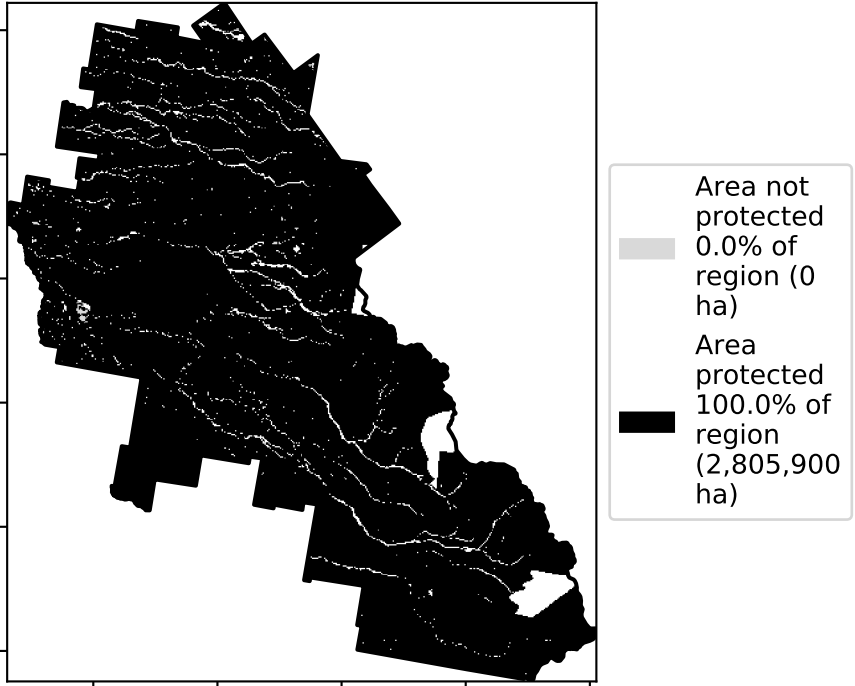 Area not
protected
0.0% of
region (0
ha)
Area
protected
100.0% of
region
(2,805,900
ha)